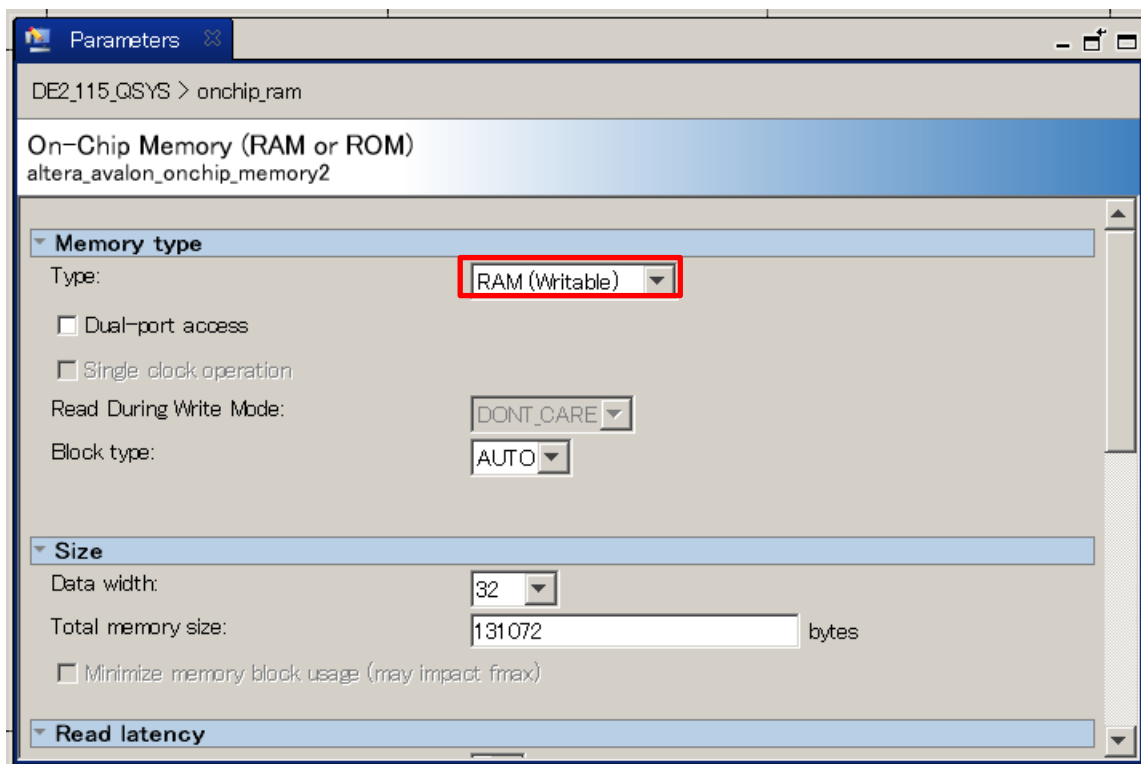 Parameters
DE2_115_QSYS > onchip_ram
On-Chip Memory (RAM or ROM)
altera_avalon_onchip_memory2
Memory type
Type: RAM (Writable)
Dual-port access
Single clock operation
Read During Write Mode: DONT_CARE
Block type: AUTO
Size
Data width: 32
Total memory size: 131072 bytes
Minimize memory block usage (may impact fmax)
Read latency